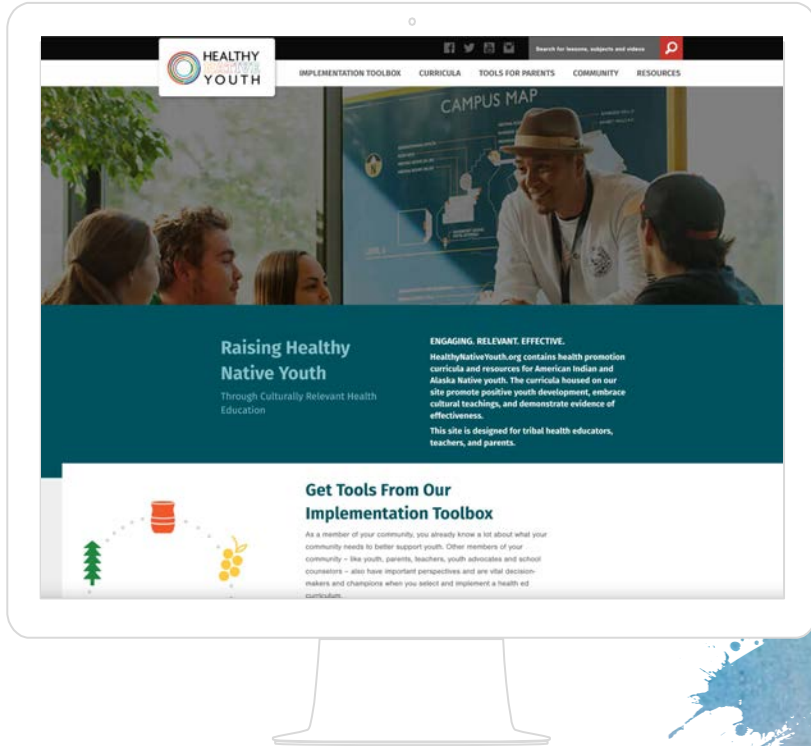 Search for lessons, subjects and videos
HEALTHY
NATIVE
YOUTH
IMPLEMENTATION TOOLBOX CURRICULA TOOLS FOR PARENTS COMMUNITY RESOURCES
CAMPUS MAP
LEVEL 4
Raising Healthy
Native Youth
Through Culturally Relevant Health
Education
ENGAGING. RELEVANT. EFFECTIVE.
HealthyNativeYouth.org contains health promotion
curricula and resources for American Indian and
Alaska Native youth. The curricula housed on our
site promote positive youth development, embrace
cultural teachings, and demonstrate evidence of
effectiveness.
This site is designed for tribal health educators,
teachers, and parents.
Get Tools From Our
Implementation Toolbox
As a member of your community, you already know a lot about what your
community needs to better support youth. Other members of your
community – like youth, parents, teachers, youth advocates and school
counselors – also have important perspectives and are vital decision-
makers and champions when you select and implement a health ed
curriculum.